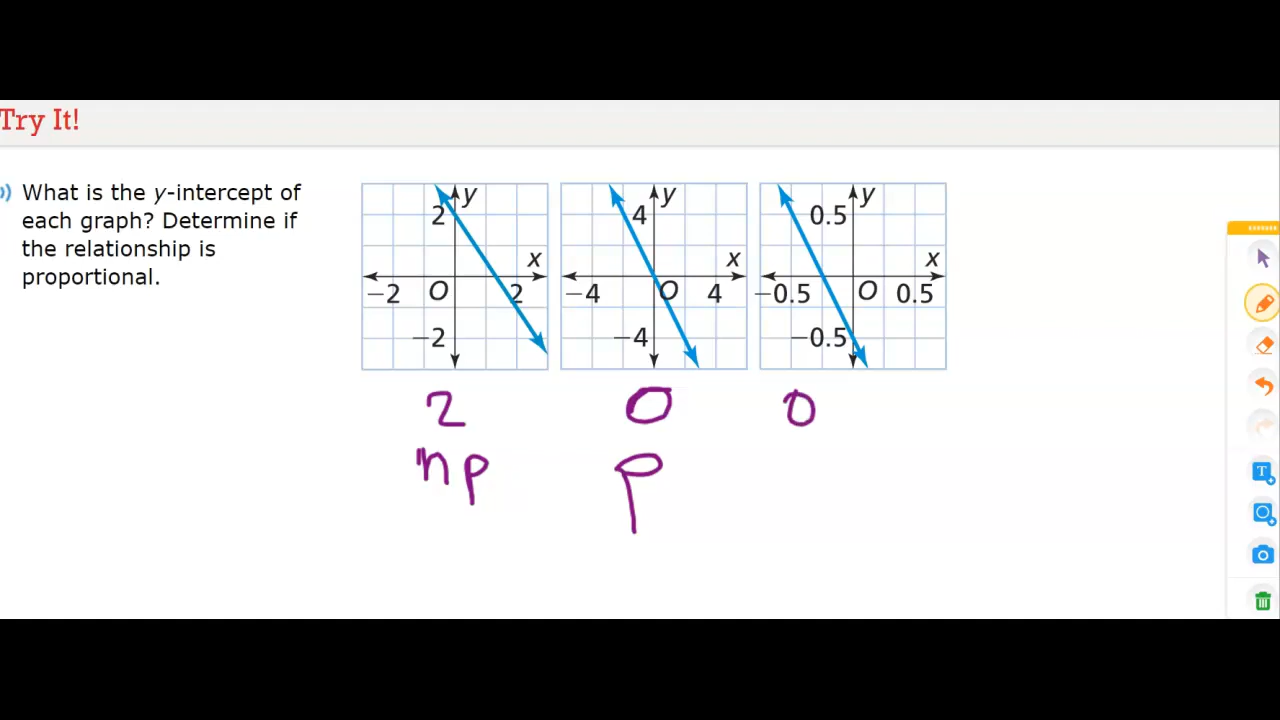 Try It!
) What is the y-intercept of
each graph? Determine if
the relationship is
proportional.
y
2
x
−2 O 2
−2
y
4
x
−4 O 4
−4
y
0.5
x
−0.5 O 0.5
−0.5
2 0 0
np p
T